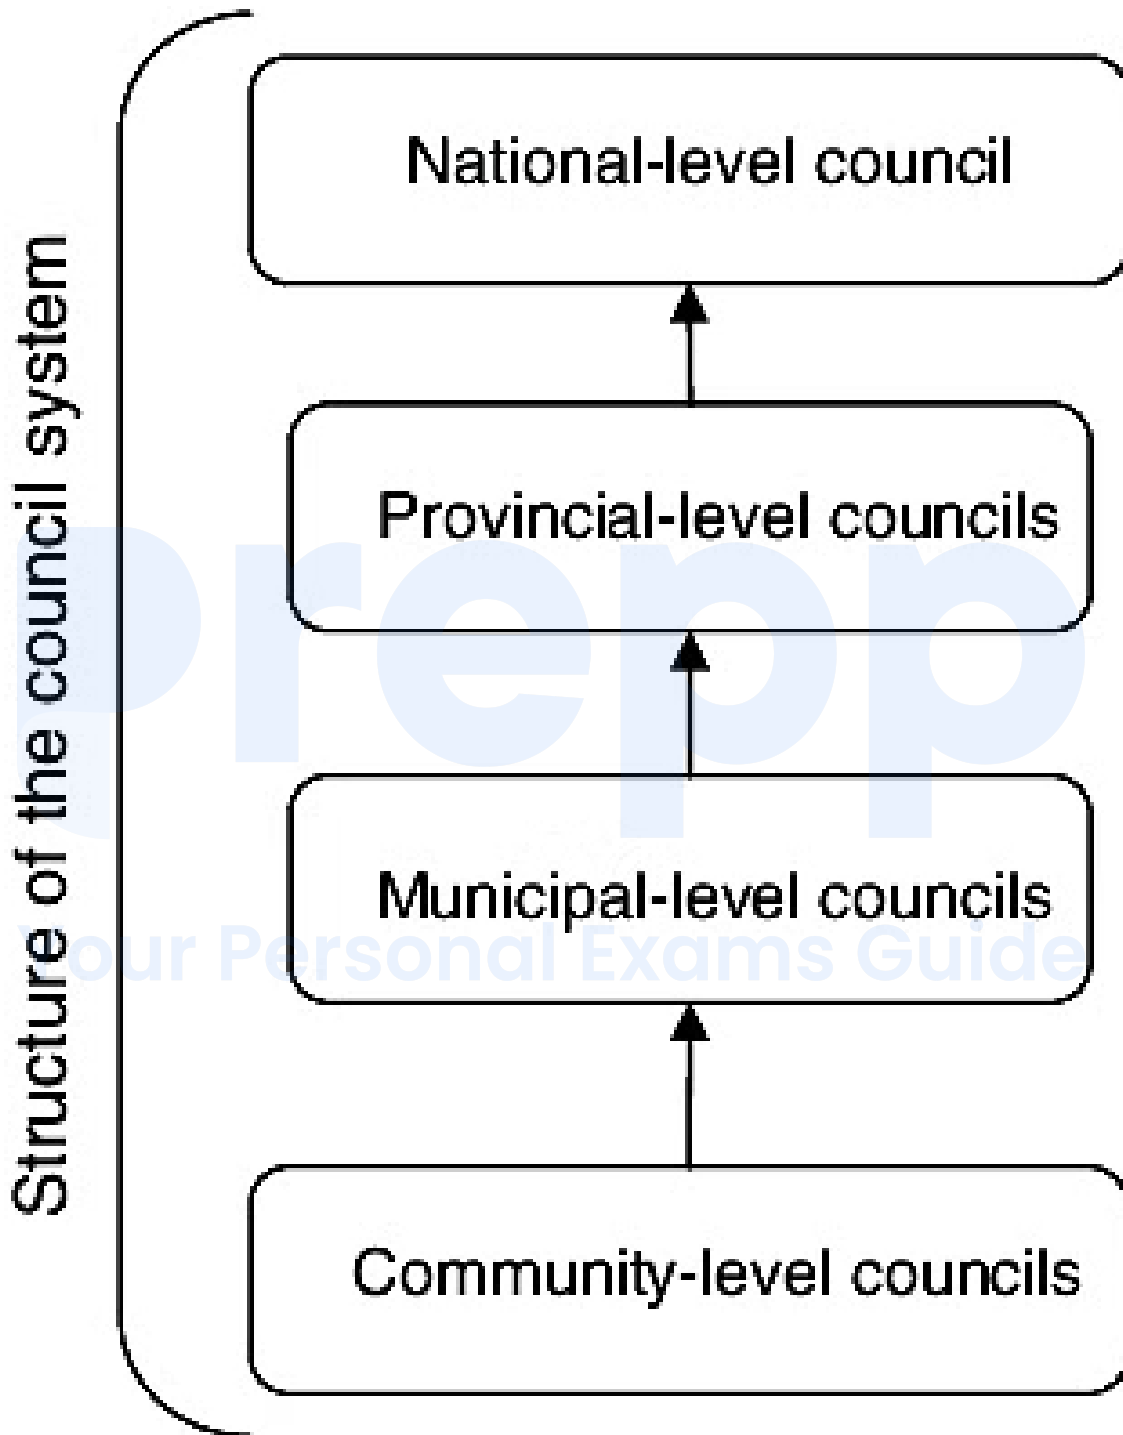 Structure of the council system
National-level council
Provincial-level councils
Municipal-level councils
Community-level councils
Prepp
Your Personal Exams Guide